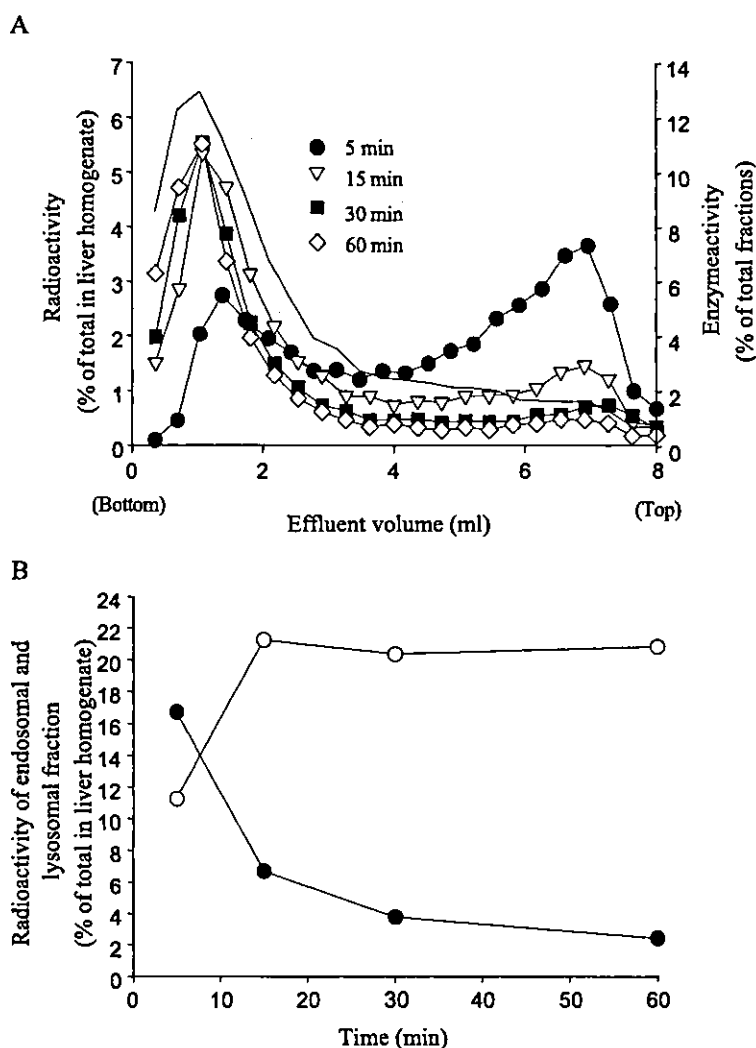 A
Radioactivity
(% of total in liver homogenate)
7
6
5
4
3
2
1
0
14
12
10
8
6
4
2
0
Enzymeactivity
(% of total fractions)
5 min
15 min
30 min
60 min
0
2
4
6
8
(Bottom)
(Top)
Effluent volume (ml)
B
Radioactivity of endosomal and
lysosomal fraction
(% of total in liver homogenate)
24
22
20
18
16
14
12
10
8
6
4
2
0
0
10
20
30
40
50
60
Time (min)